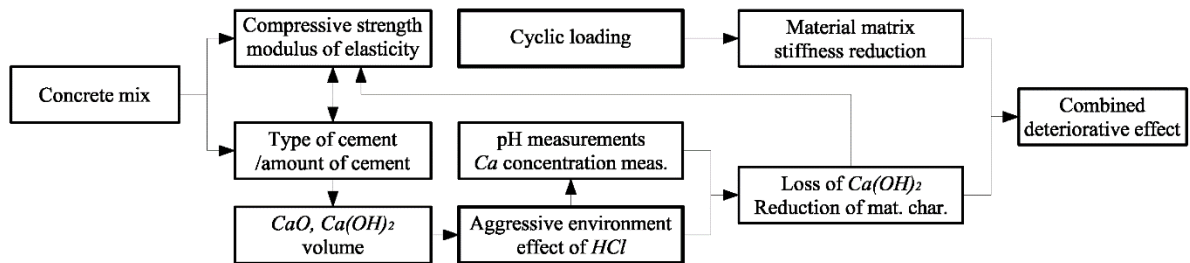 Concrete mix
Compressive strength
modulus of elasticity
Type of cement
/amount of cement
CaO, Ca(OH)₂
volume
Cyclic loading
pH measurements
Ca concentration meas.
Aggressive environment
effect of HCl
Material matrix
stiffness reduction
Loss of Ca(OH)₂
Reduction of mat. char.
Combined
deteriorative effect